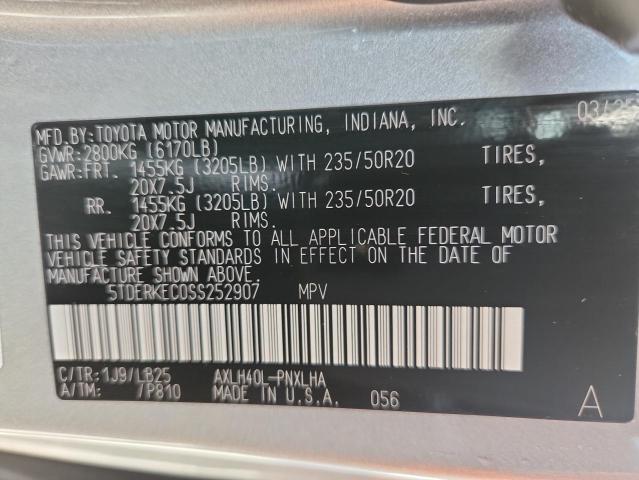 MFD.BY:TOYOTA MOTOR MANUFACTURING, INDIANA, INC. 03/25
GVWR:2800KG (6170LB)
GAWR:FRT. 1455KG (3205LB) WITH 235/50R20 TIRES,
20X7.5J RIMS.
RR. 1455KG (3205LB) WITH 235/50R20 TIRES,
20X7.5J RIMS.
THIS VEHICLE CONFORMS TO ALL APPLICABLE FEDERAL MOTOR
VEHICLE SAFETY STANDARDS IN EFFECT ON THE DATE OF
MANUFACTURE SHOWN ABOVE.
5TDERKEC0SS252907 MPV
C/TR:1J9/LB25 AXLH40L-PNXLHA
A/TM: /P810 MADE IN U.S.A. 056 A